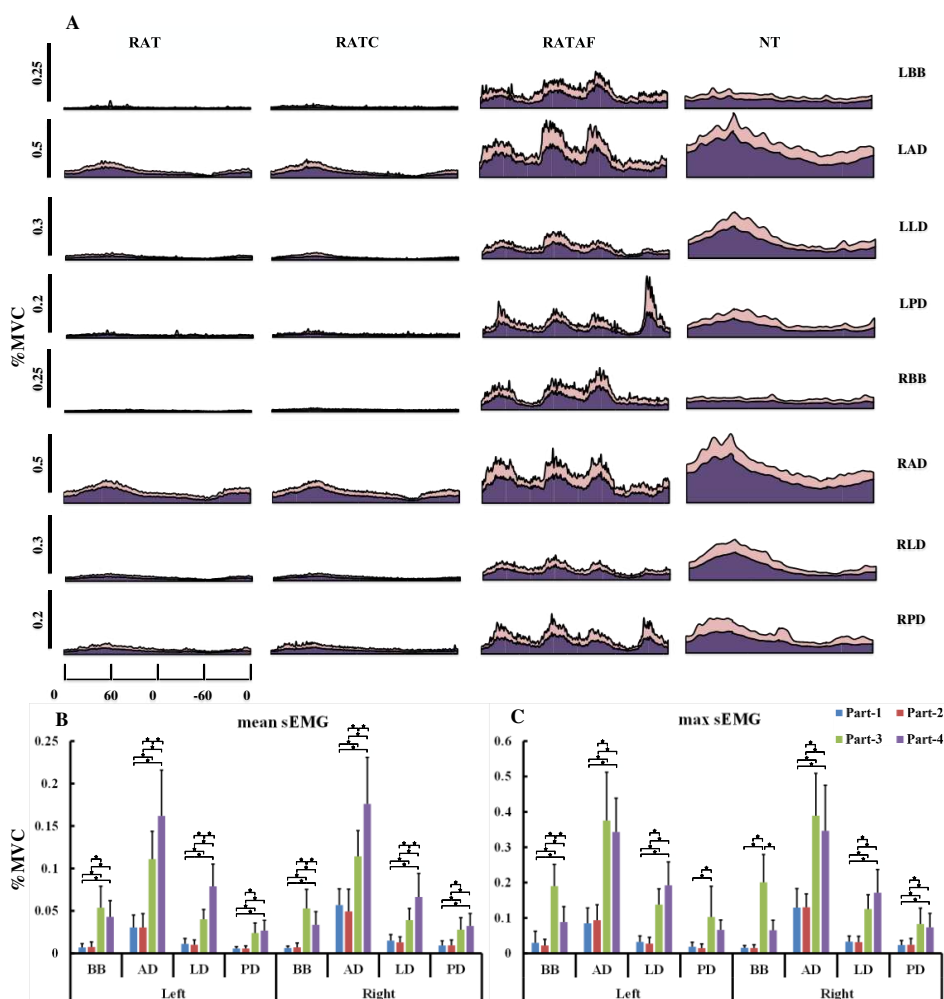 A
RAT RATC RATAF NT
0.25 LBB
0.5 LAD
0.3 LLD
0.2 LPD
%MVC
0.25 RBB
0.5 RAD
0.3 RLD
0.2 RPD
0 60 0 -60 0
B mean sEMG
0.25
0.2
0.15
0.1
0.05
0
%MVC
BB AD LD PD BB AD LD PD
Left Right
C max sEMG
Part-1 Part-2
Part-3 Part-4
0.6
0.5
0.4
0.3
0.2
0.1
0
BB AD LD PD BB AD LD PD
Left Right